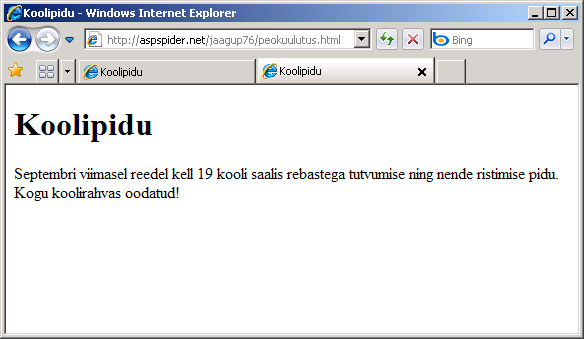 Koolipidu - Windows Internet Explorer
http://aspspider.net/jaagup76/peokuulutus.html
Bing
Koolipidu
Koolipidu
Koolipidu
Septembri viimasel reedel kell 19 kooli saalis rebastega tutvumise ning nende ristimise pidu.
Kogu koolirahvas oodatud!